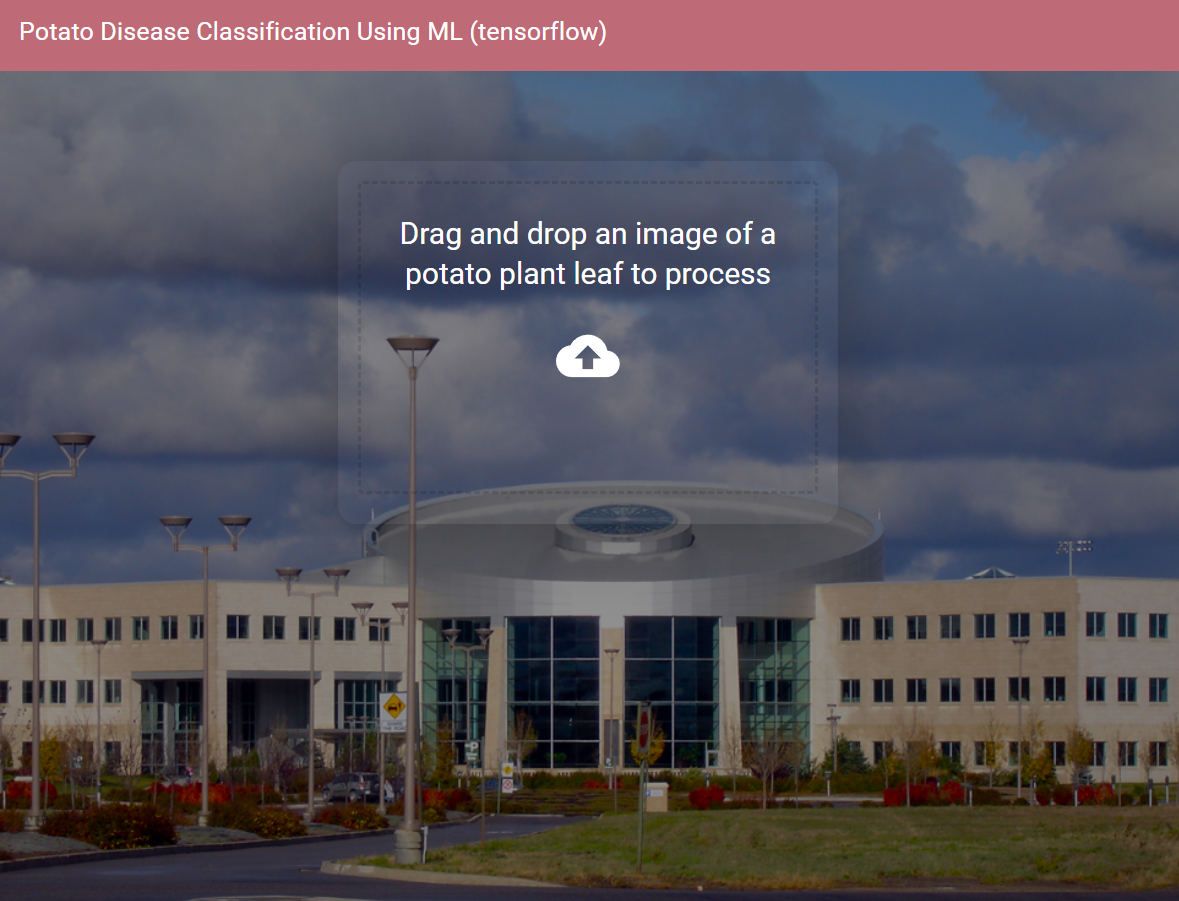 Potato Disease Classification Using ML (tensorflow)
Drag and drop an image of a
potato plant leaf to process